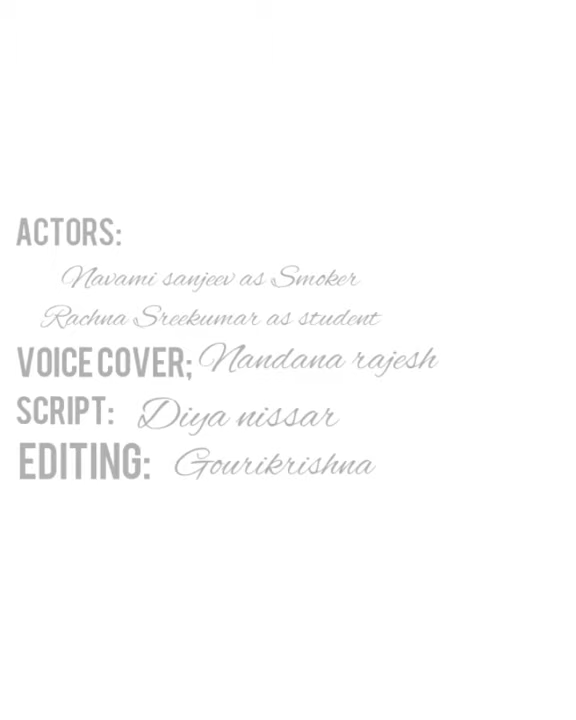 ACTORS:
Navami sanjeev as Smoker
Rachna Sreekumar as student
VOICE COVER; Nandana rajesh
SCRIPT: Diya nissar
EDITING: Gourikrishna